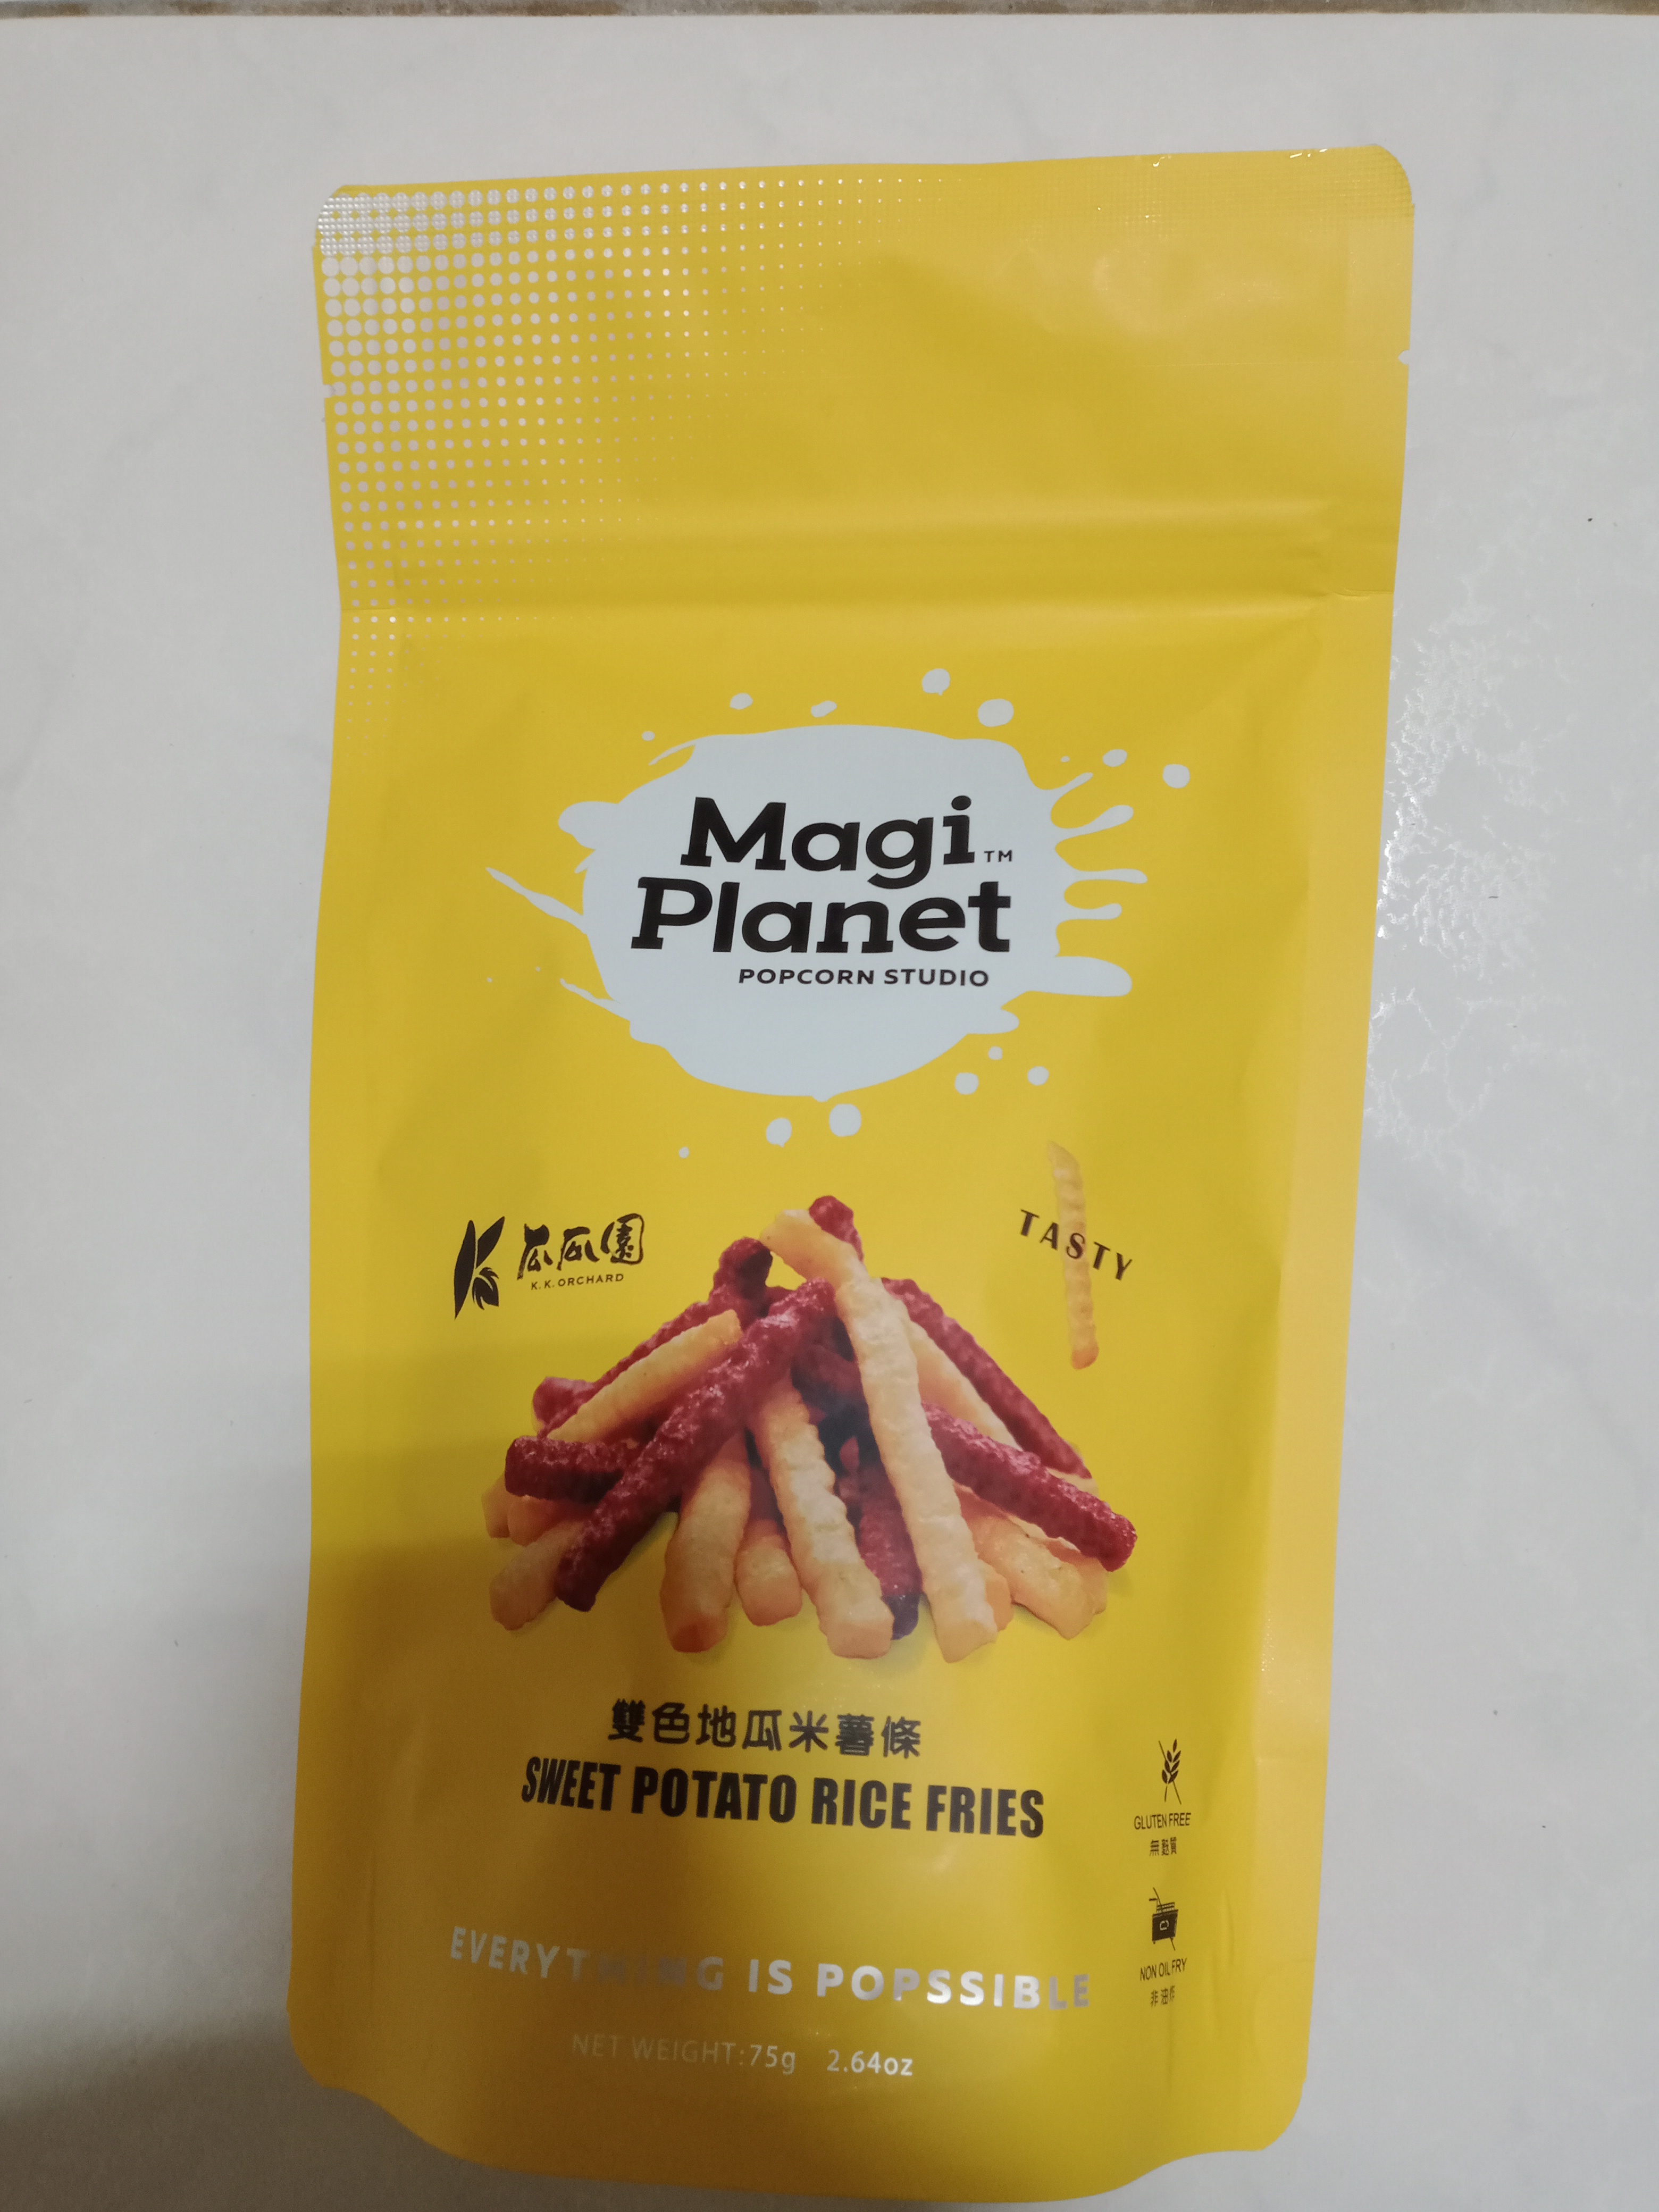 Magi™
Planet
POPCORN STUDIO
K 瓜瓜園
K.K. ORCHARD
TASTY
雙色地瓜米薯條
SWEET POTATO RICE FRIES
GLUTEN FREE
無麩質
NON OIL FRY
非油炸
EVERYTHING IS POPSSIBLE
NET WEIGHT:75g 2.64oz